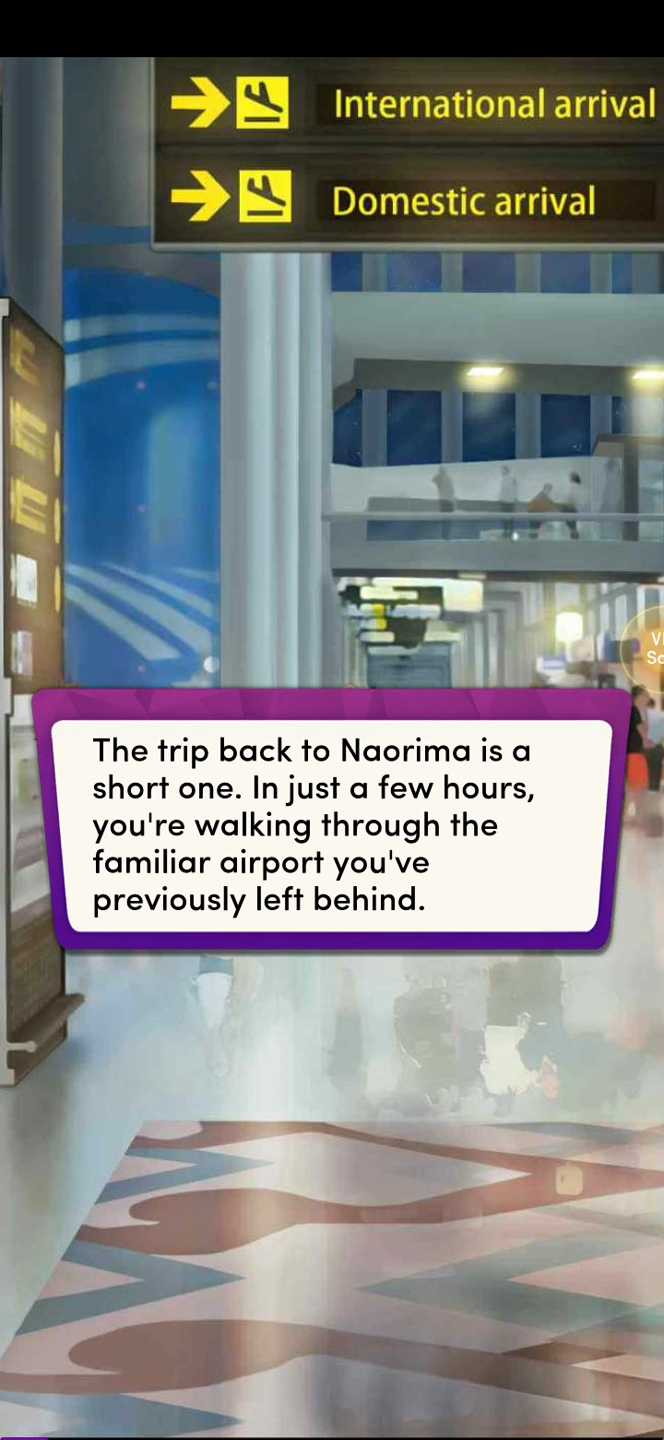 International arrival
Domestic arrival
The trip back to Naorima is a
short one. In just a few hours,
you're walking through the
familiar airport you've
previously left behind.